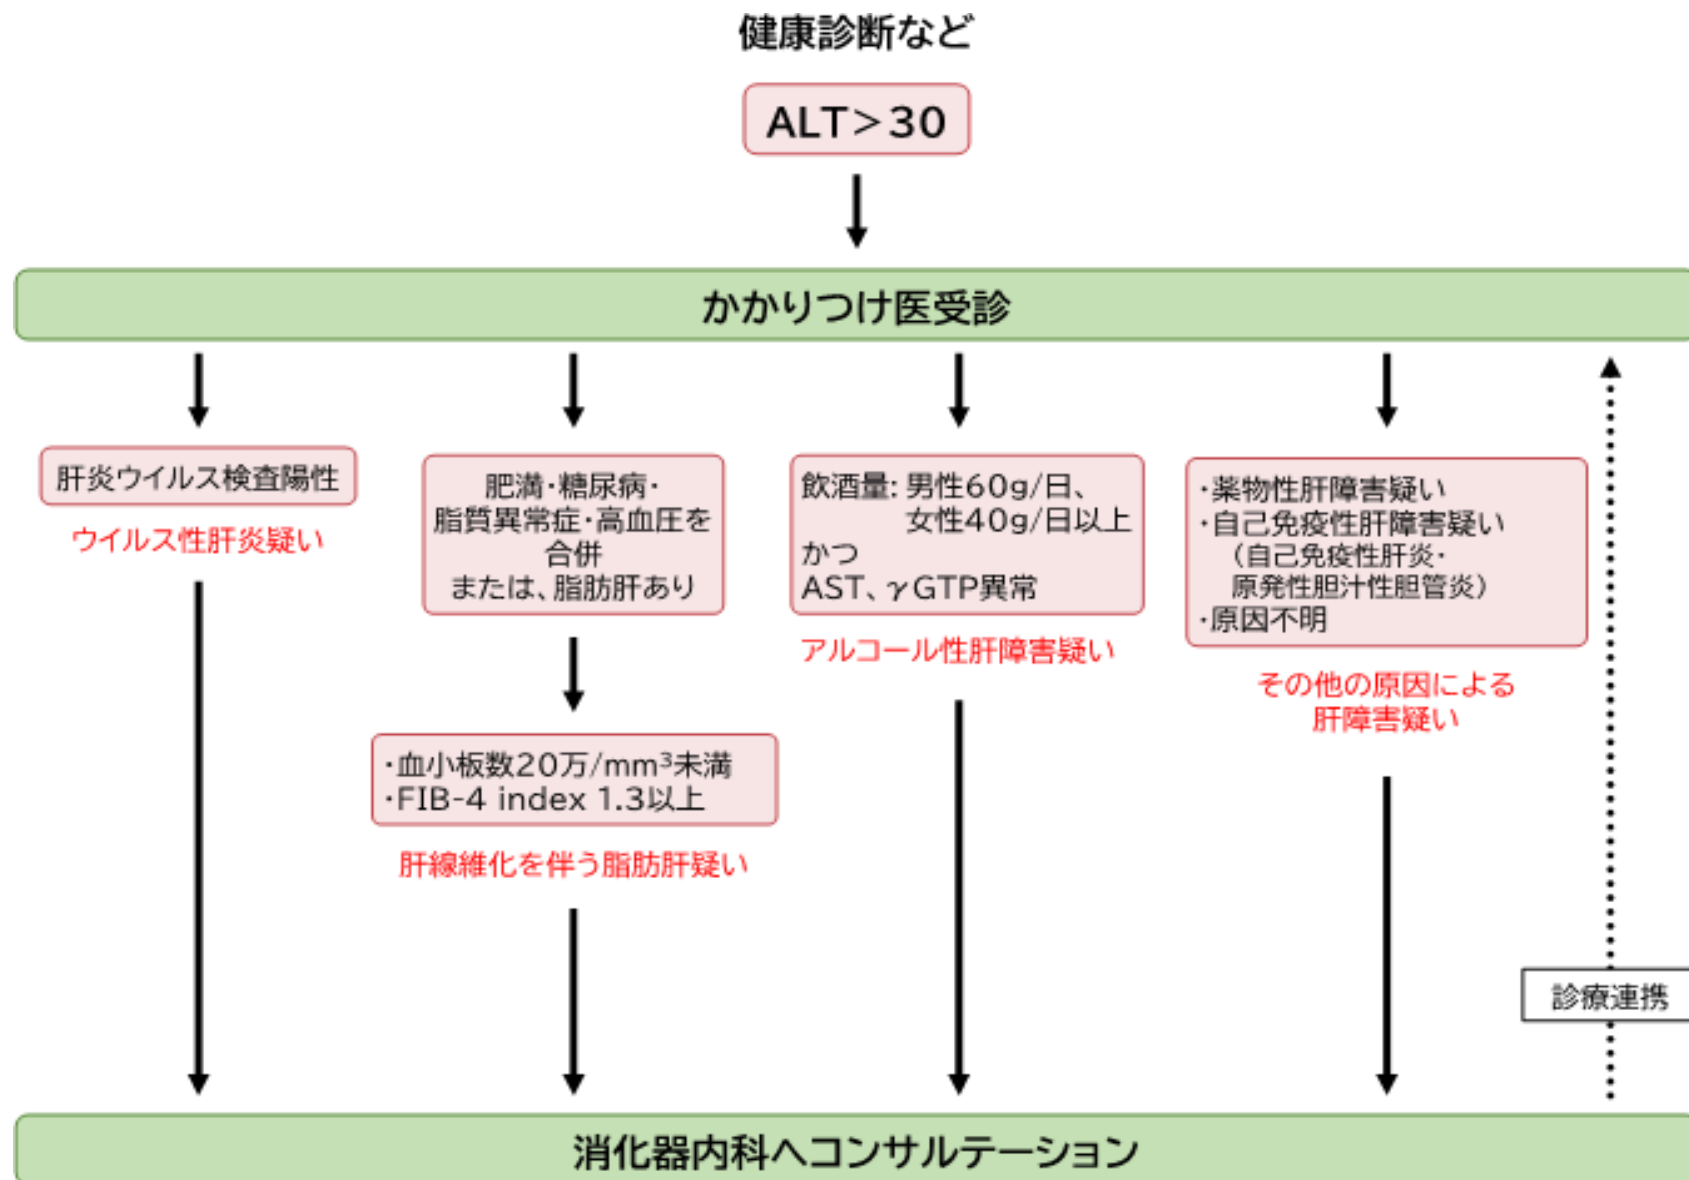 健康診断など
ALT>30
かかりつけ医受診
肝炎ウイルス検査陽性
ウイルス性肝炎疑い
肥満・糖尿病・
脂質異常症・高血圧を
合併
または、脂肪肝あり
・血小板数20万/mm³未満
・FIB-4 index 1.3以上
肝線維化を伴う脂肪肝疑い
飲酒量: 男性60g/日、
女性40g/日以上
かつ
AST、γGTP異常
アルコール性肝障害疑い
・薬物性肝障害疑い
・自己免疫性肝障害疑い
（自己免疫性肝炎・
原発性胆汁性胆管炎）
・原因不明
その他の原因による
肝障害疑い
診療連携
消化器内科へコンサルテーション